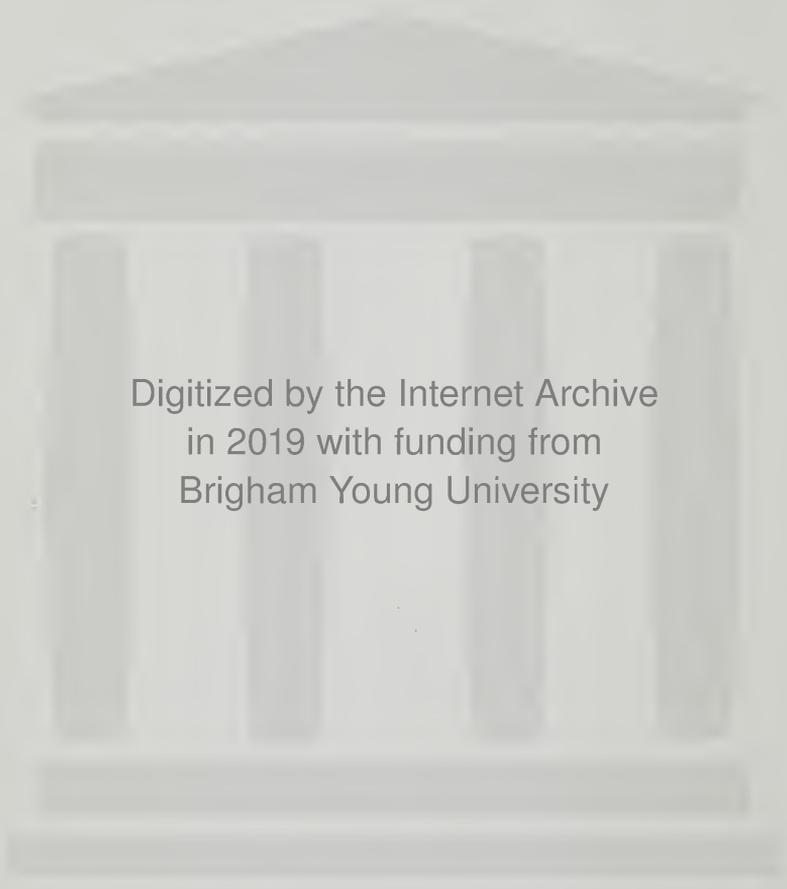 Digitized by the Internet Archive
in 2019 with funding from
Brigham Young University